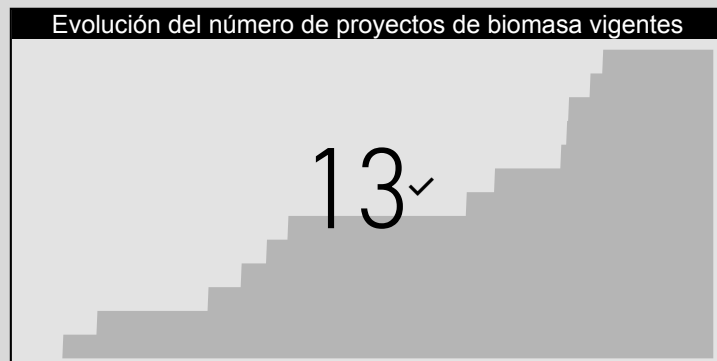 Evolución del número de proyectos de biomasa vigentes
13✓